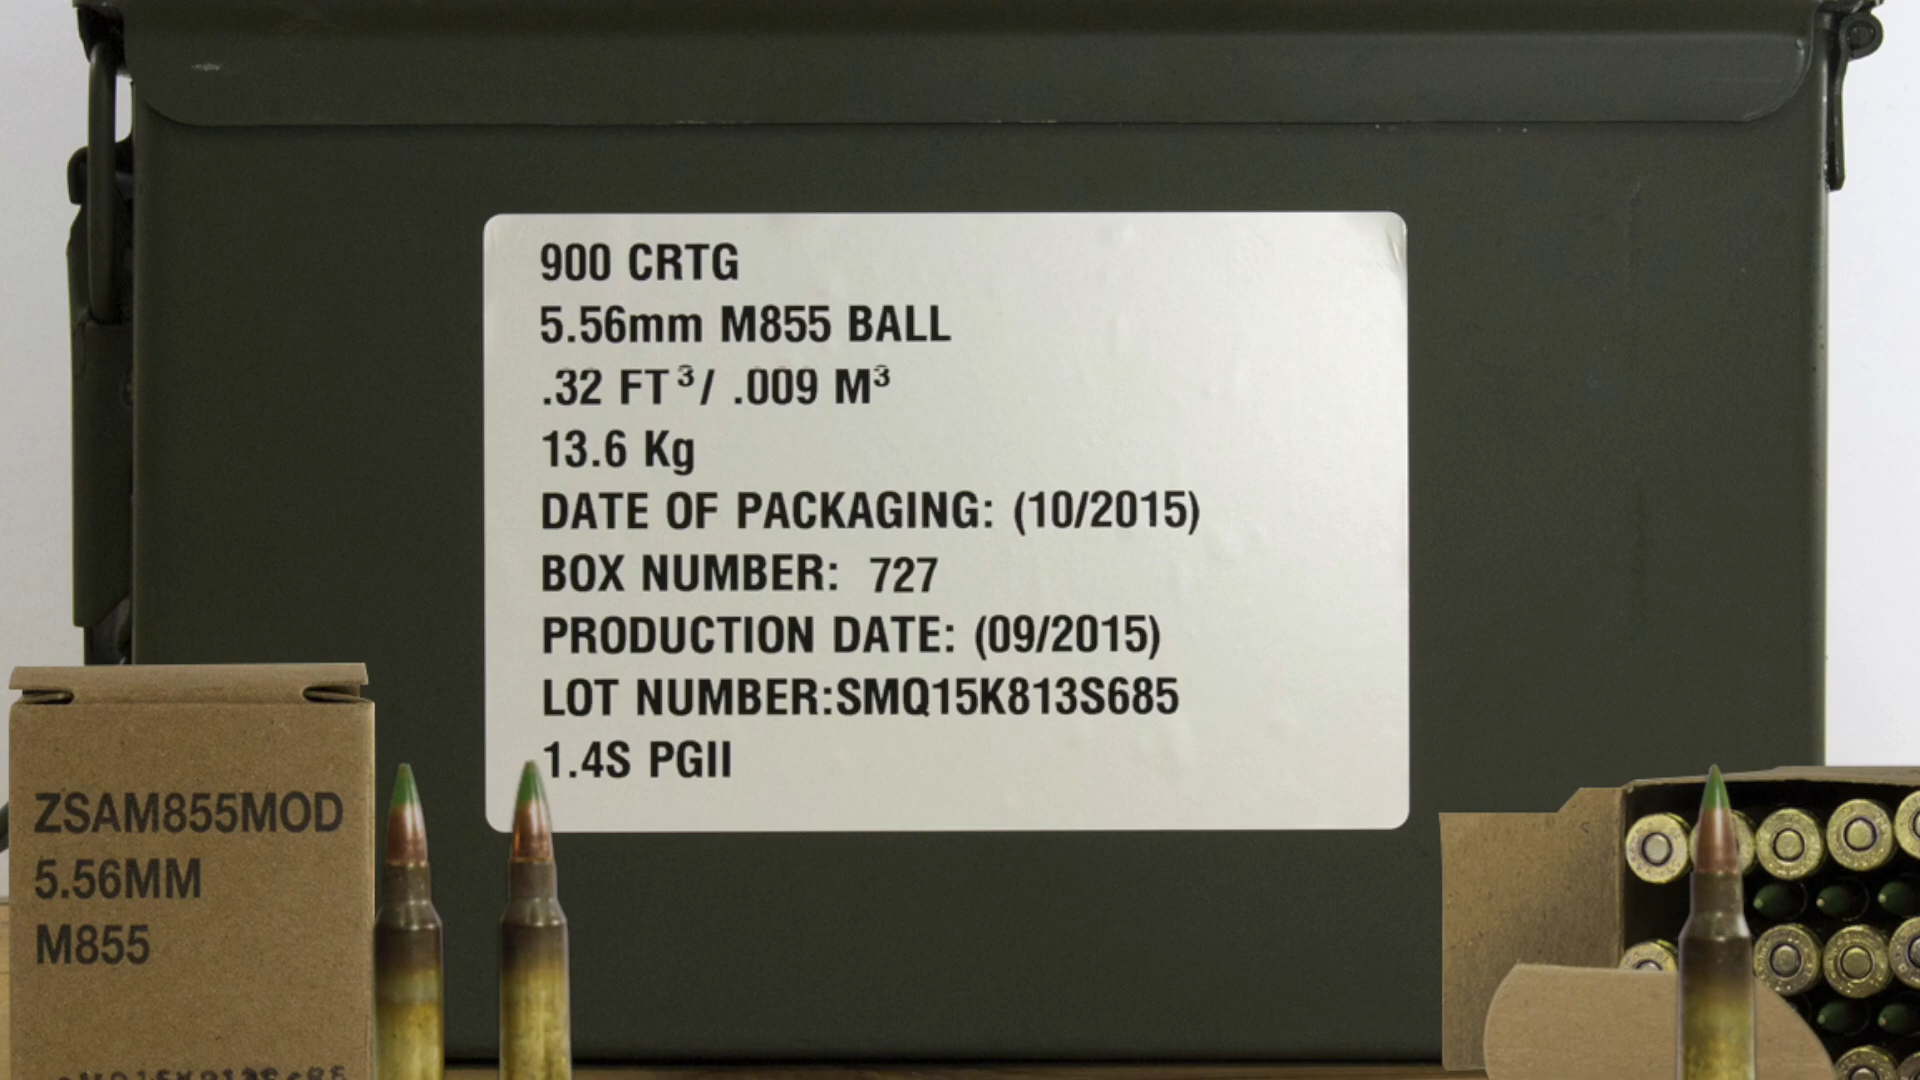 900 CRTG
5.56mm M855 BALL
.32 FT³/ .009 M³
13.6 Kg
DATE OF PACKAGING: (10/2015)
BOX NUMBER: 727
PRODUCTION DATE: (09/2015)
LOT NUMBER:SMQ15K813S685
1.4S PGII
ZSAM855MOD
5.56MM
M855